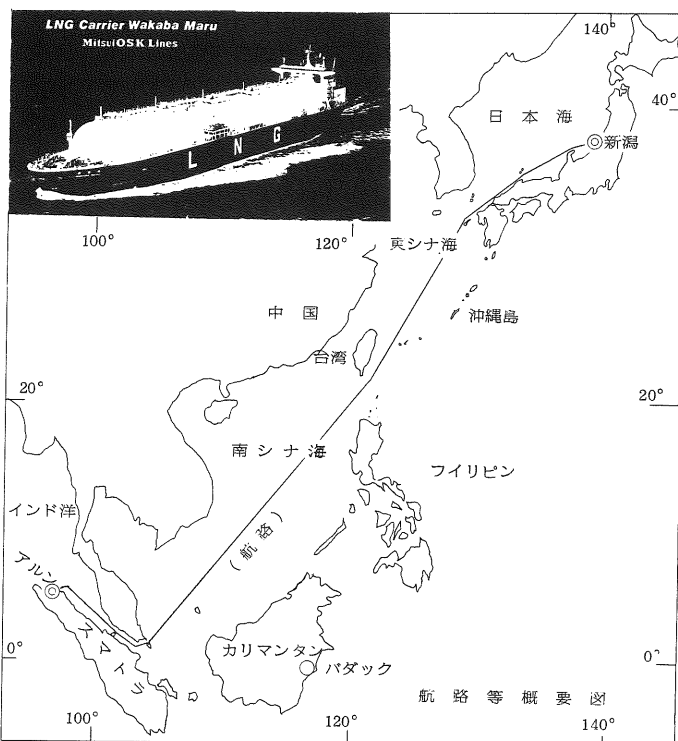 LNG Carrier Wakaba Maru
Mitsui OSK Lines
L N G
140°
40°
日本海
新潟
100°
120°
東シナ海
中国
沖縄島
台湾
20°
20°
南シナ海
フイリピン
インド洋
(航路)
アルン
スマトラ
カリマンタン
バダック
0°
0°
航路等概要図
100°
120°
140°